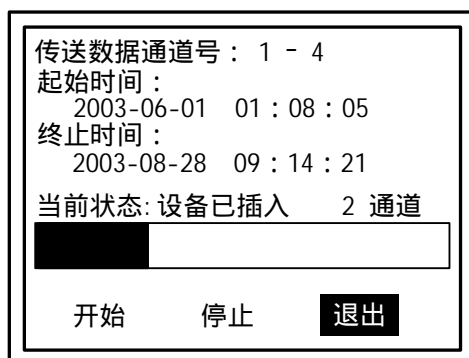 传送数据通道号：1 - 4
起始时间：
2003-06-01 01：08：05
终止时间：
2003-08-28 09：14：21
当前状态:设备已插入 2 通道
开始 停止 退出